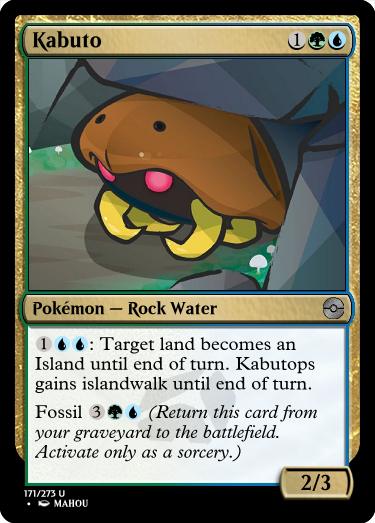 Kabuto 1
Pokémon — Rock Water
1: Target land becomes an
Island until end of turn. Kabutops
gains islandwalk until end of turn.
Fossil 3 (Return this card from
your graveyard to the battlefield.
Activate only as a sorcery.)
2/3
171/273 U
• MAHOU